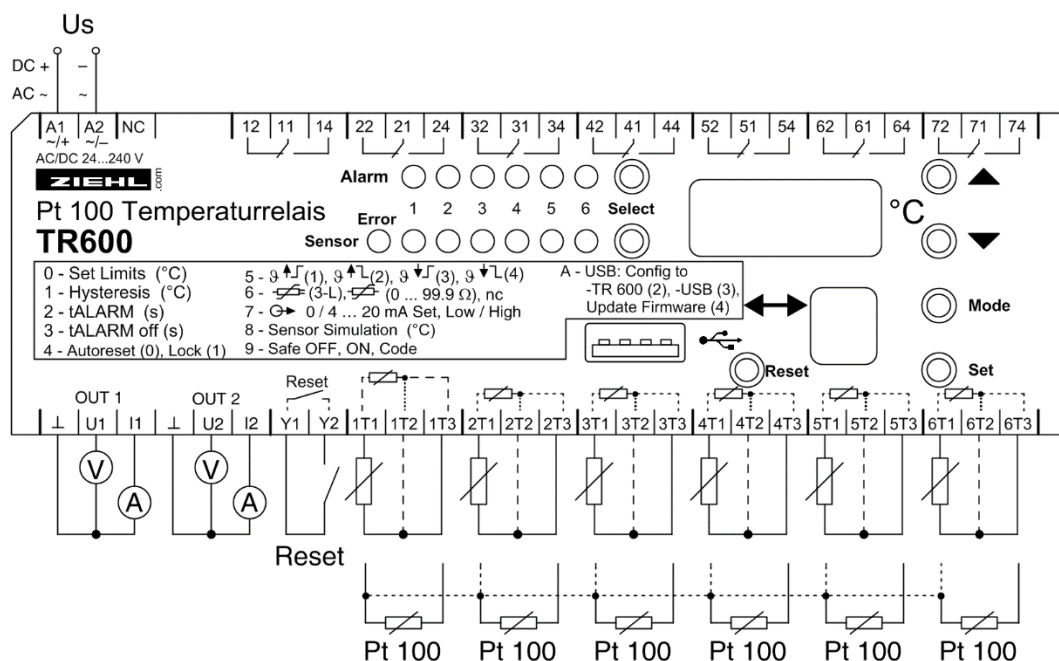 Us
DC + –
AC ~ ~
A1 A2 NC 12 11 14 22 21 24 32 31 34 42 41 44 52 51 54 62 61 64 72 71 74
~/+ ~/–
AC/DC 24...240 V
ZIEHL.com
Alarm
Pt 100 Temperaturrelais
TR600
Error 1 2 3 4 5 6 Select
Sensor
°C
0 - Set Limits (°C)
1 - Hysteresis (°C)
2 - tALARM (s)
3 - tALARM off (s)
4 - Autoreset (0), Lock (1)
5 - ϑ (1), ϑ (2), ϑ (3), ϑ (4)
6 - (3-L), (0 ... 99.9 Ω), nc
7 - 0 / 4 ... 20 mA Set, Low / High
8 - Sensor Simulation (°C)
9 - Safe OFF, ON, Code
A - USB: Config to
-TR 600 (2), -USB (3),
Update Firmware (4)
Mode
Reset
Set
OUT 1 OUT 2 Reset
⊥ U1 I1 ⊥ U2 I2 Y1 Y2 1T1 1T2 1T3 2T1 2T2 2T3 3T1 3T2 3T3 4T1 4T2 4T3 5T1 5T2 5T3 6T1 6T2 6T3
V V
A A
Reset
Pt 100 Pt 100 Pt 100 Pt 100 Pt 100 Pt 100